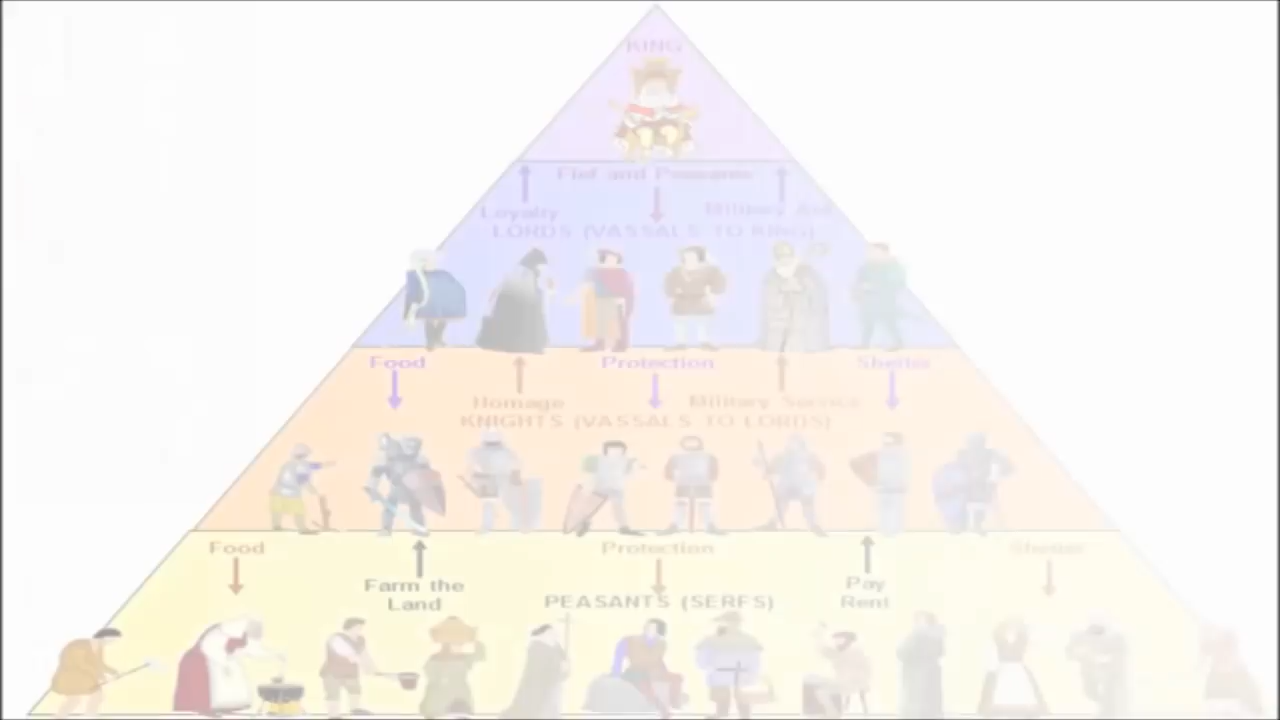 KING
Fief and Peasants
Loyalty
Military Aid
LORDS (VASSALS TO KING)
Food
Protection
Shelter
Homage
Military Service
KNIGHTS (VASSALS TO LORDS)
Food
Protection
Shelter
Farm the
Land
PEASANTS (SERFS)
Pay
Rent